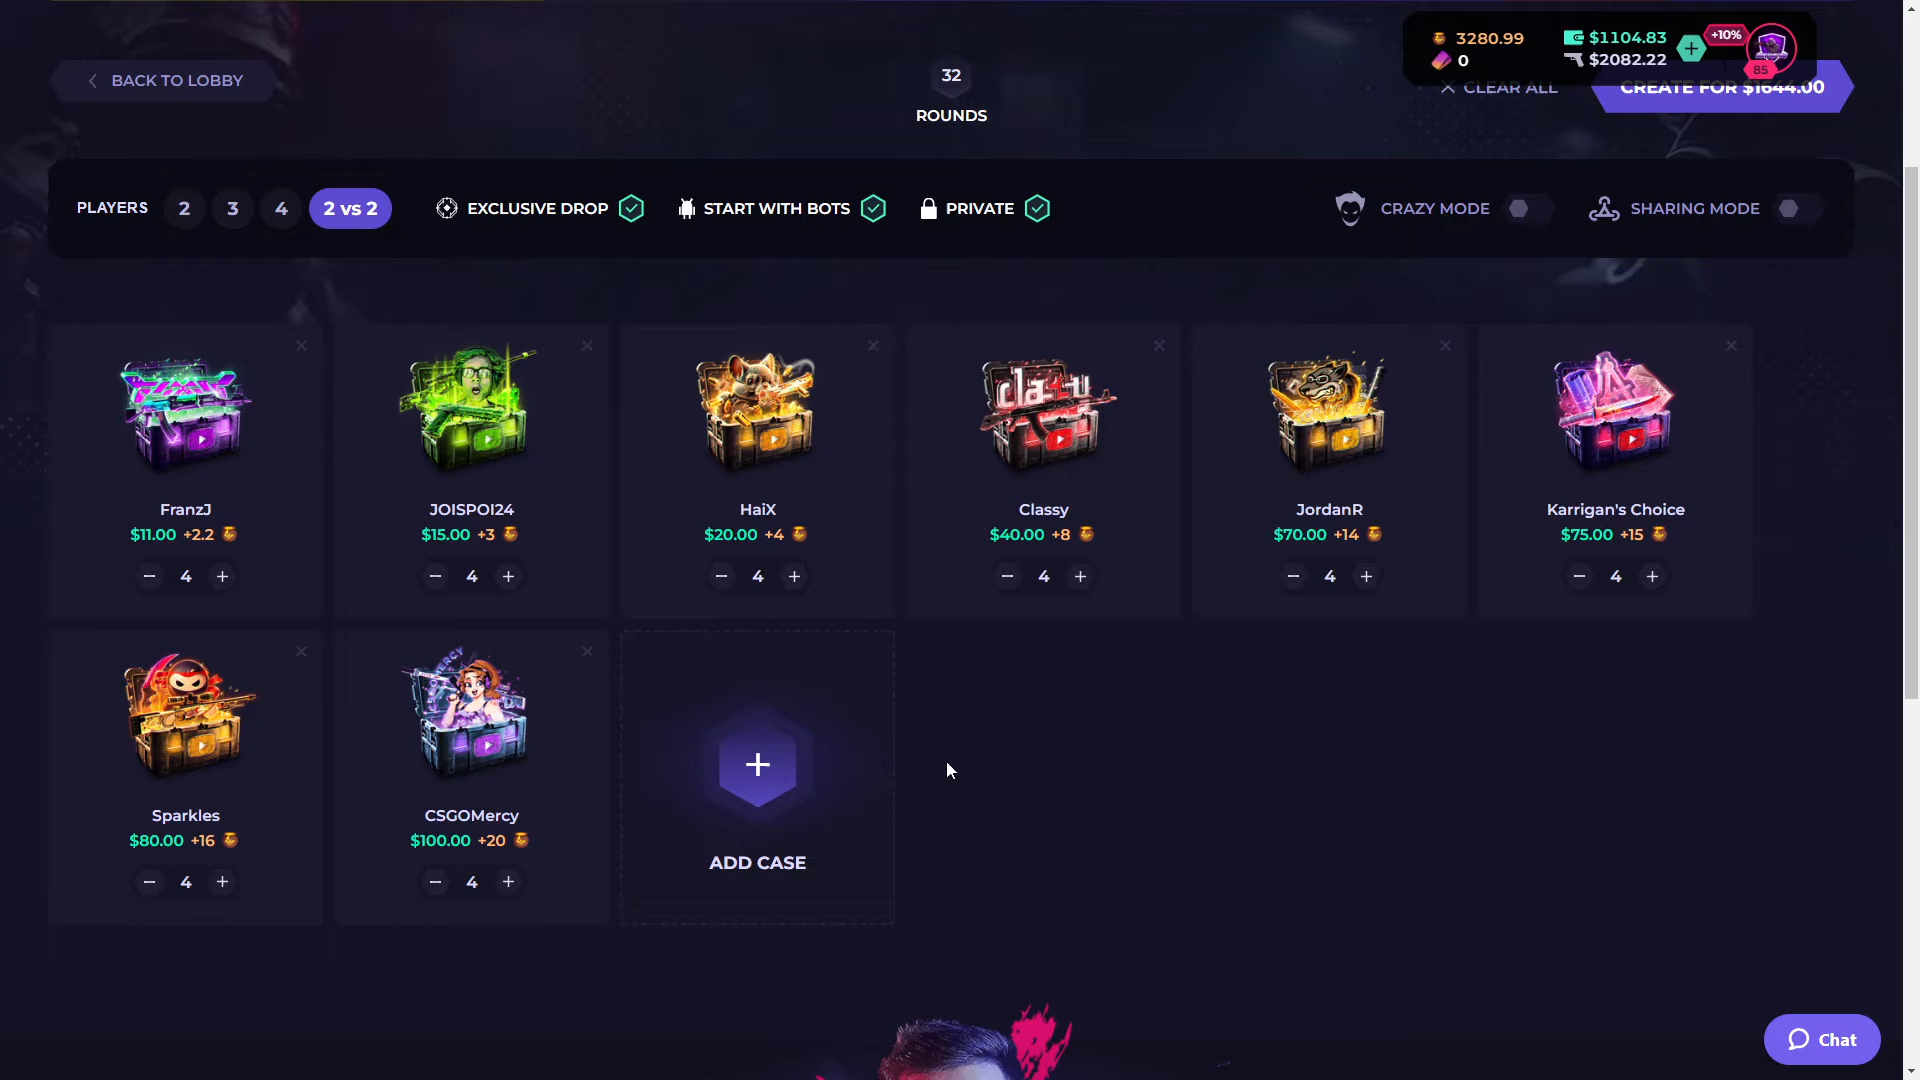 3280.99
$1104.83
+10%
0
$2082.22
85
BACK TO LOBBY
32
ROUNDS
CLEAR ALL
CREATE FOR $1644.00
PLAYERS
2
3
4
2 vs 2
EXCLUSIVE DROP
START WITH BOTS
PRIVATE
CRAZY MODE
SHARING MODE
FranzJ
$11.00 +2.2
4
JOISPOI24
$15.00 +3
4
HaiX
$20.00 +4
4
classy
Classy
$40.00 +8
4
JordanR
$70.00 +14
4
Karrigan's Choice
$75.00 +15
4
Sparkles
$80.00 +16
4
MERCY
CSGOMercy
$100.00 +20
4
ADD CASE
Chat